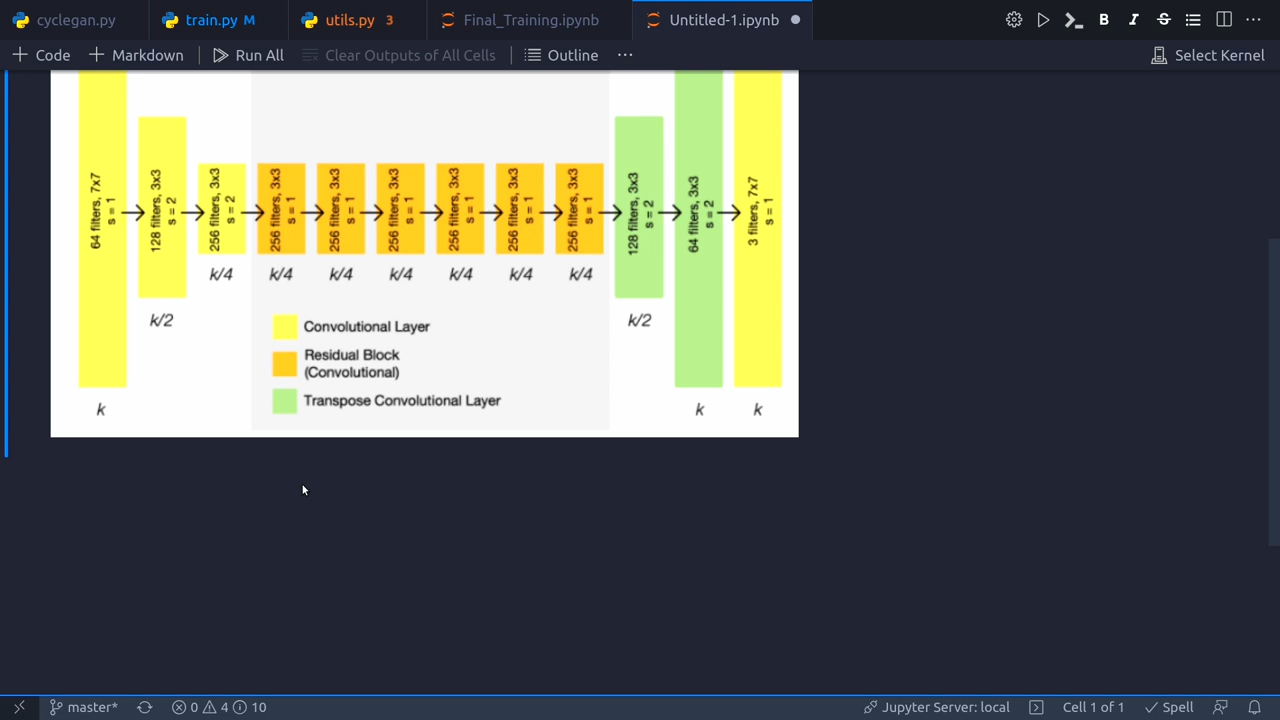 cyclegan.py train.py M utils.py 3 Final_Training.ipynb Untitled-1.ipynb
Code Markdown Run All Clear Outputs of All Cells Outline Select Kernel
64 filters, 7x7
s = 1
128 filters, 3x3
s = 2
256 filters, 3x3
s = 2
256 filters, 3x3
s = 1
256 filters, 3x3
s = 1
256 filters, 3x3
s = 1
256 filters, 3x3
s = 1
256 filters, 3x3
s = 1
256 filters, 3x3
s = 1
128 filters, 3x3
s = 2
64 filters, 3x3
s = 2
3 filters, 7x7
s = 1
k/4 k/4 k/4 k/4 k/4 k/4 k/4
k/2 k/2
Convolutional Layer
Residual Block
(Convolutional)
Transpose Convolutional Layer
k k k
master* 0 4 10 Jupyter Server: local Cell 1 of 1 Spell